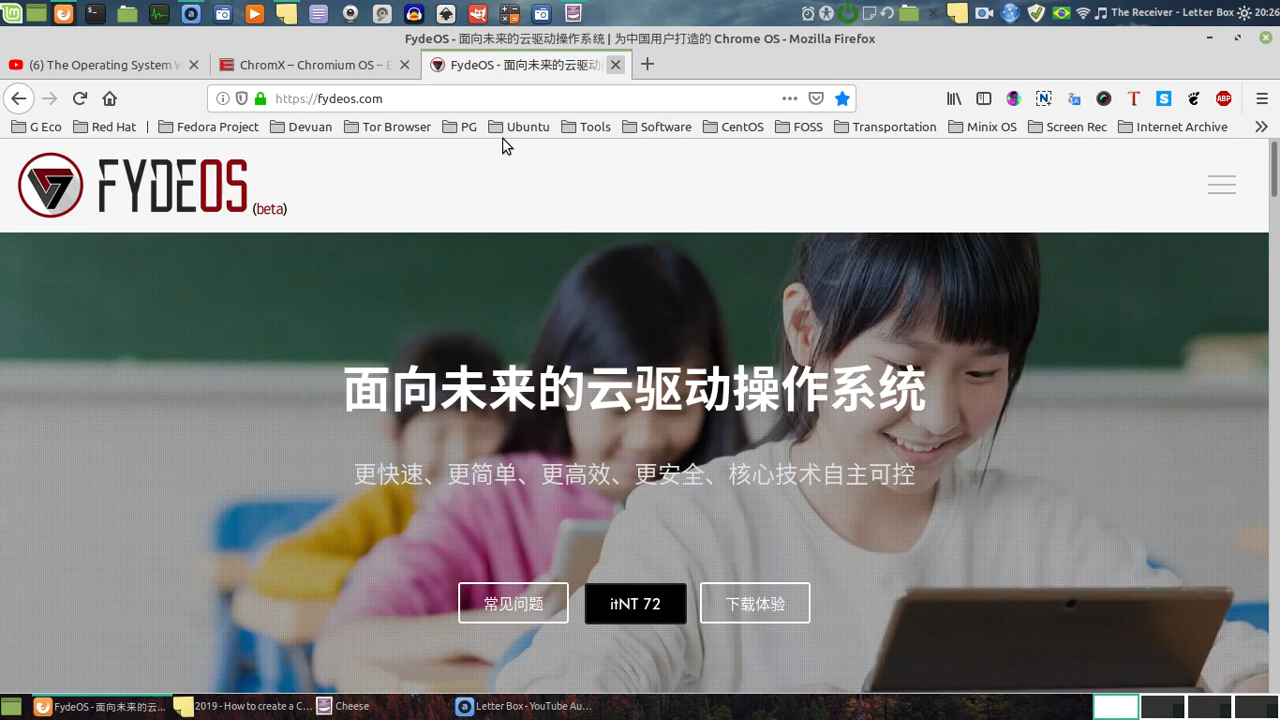 The Receiver - Letter Box
20:26
FydeOS - 面向未来的云驱动操作系统 | 为中国用户打造的 Chrome OS - Mozilla Firefox
(6) The Operating System W
ChromX – Chromium OS – E
FydeOS - 面向未来的云驱动
https://fydeos.com
G Eco
Red Hat
Fedora Project
Devuan
Tor Browser
PG
Ubuntu
Tools
Software
CentOS
FOSS
Transportation
Minix OS
Screen Rec
Internet Archive
FYDEOS (beta)
面向未来的云驱动操作系统
更快速、更简单、更高效、更安全、核心技术自主可控
常见问题
itNT 72
下载体验
FydeOS - 面向未来的云...
2019 - How to create a C...
Cheese
Letter Box - YouTube Au...